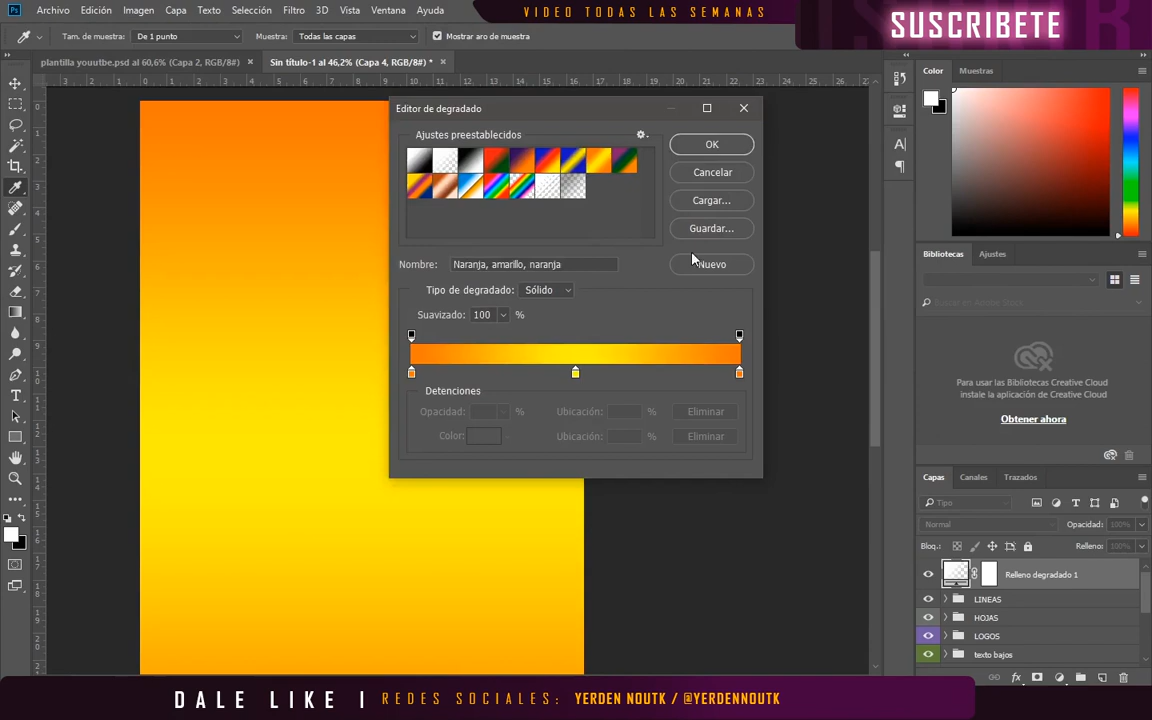 VIDEO TODAS LAS SEMANAS
SUSCRIBETE
Ps Archivo Edición Imagen Capa Texto Selección Filtro 3D Vista Ventana Ayuda
Tam. de muestra: De 1 punto Muestra: Todas las capas Mostrar aro de muestra
plantilla youutbe.psd al 60,6% (Capa 2, RGB/8#) × Sin título-1 al 46,2% (Capa 4, RGB/8#) * ×
Color Muestras
Editor de degradado
Ajustes preestablecidos
OK
Cancelar
Cargar...
Guardar...
Nombre: Naranja, amarillo, naranja Nuevo
Tipo de degradado: Sólido
Suavizado: 100 %
Detenciones
Opacidad: % Ubicación: % Eliminar
Color: Ubicación: % Eliminar
Bibliotecas Ajustes
Buscar en Adobe Stock
Para usar las Bibliotecas Creative Cloud
instale la aplicación de Creative Cloud
Obtener ahora
Capas Canales Trazados
Tipo
Normal Opacidad: 100%
Bloq.: Relleno: 100%
Relleno degradado 1
LINEAS
HOJAS
LOGOS
texto bajos
DALE LIKE | REDES SOCIALES: YERDEN NOUTK / @YERDENNOUTK